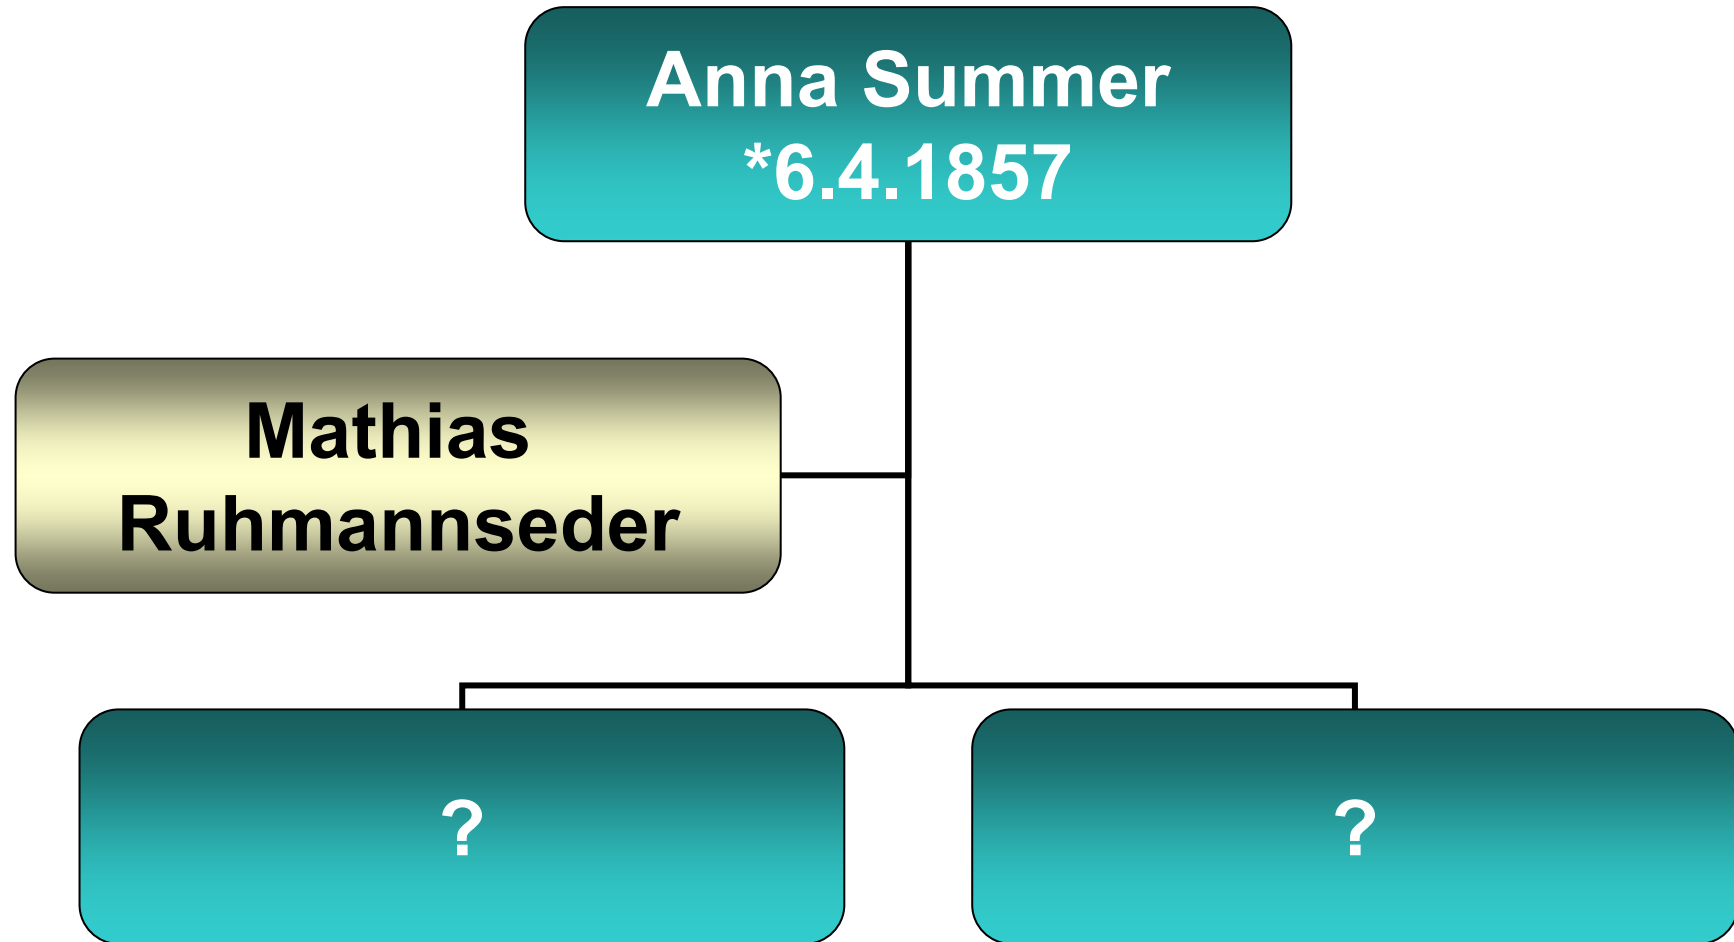 Anna Summer
*6.4.1857
Mathias
Ruhmannseder
?
?